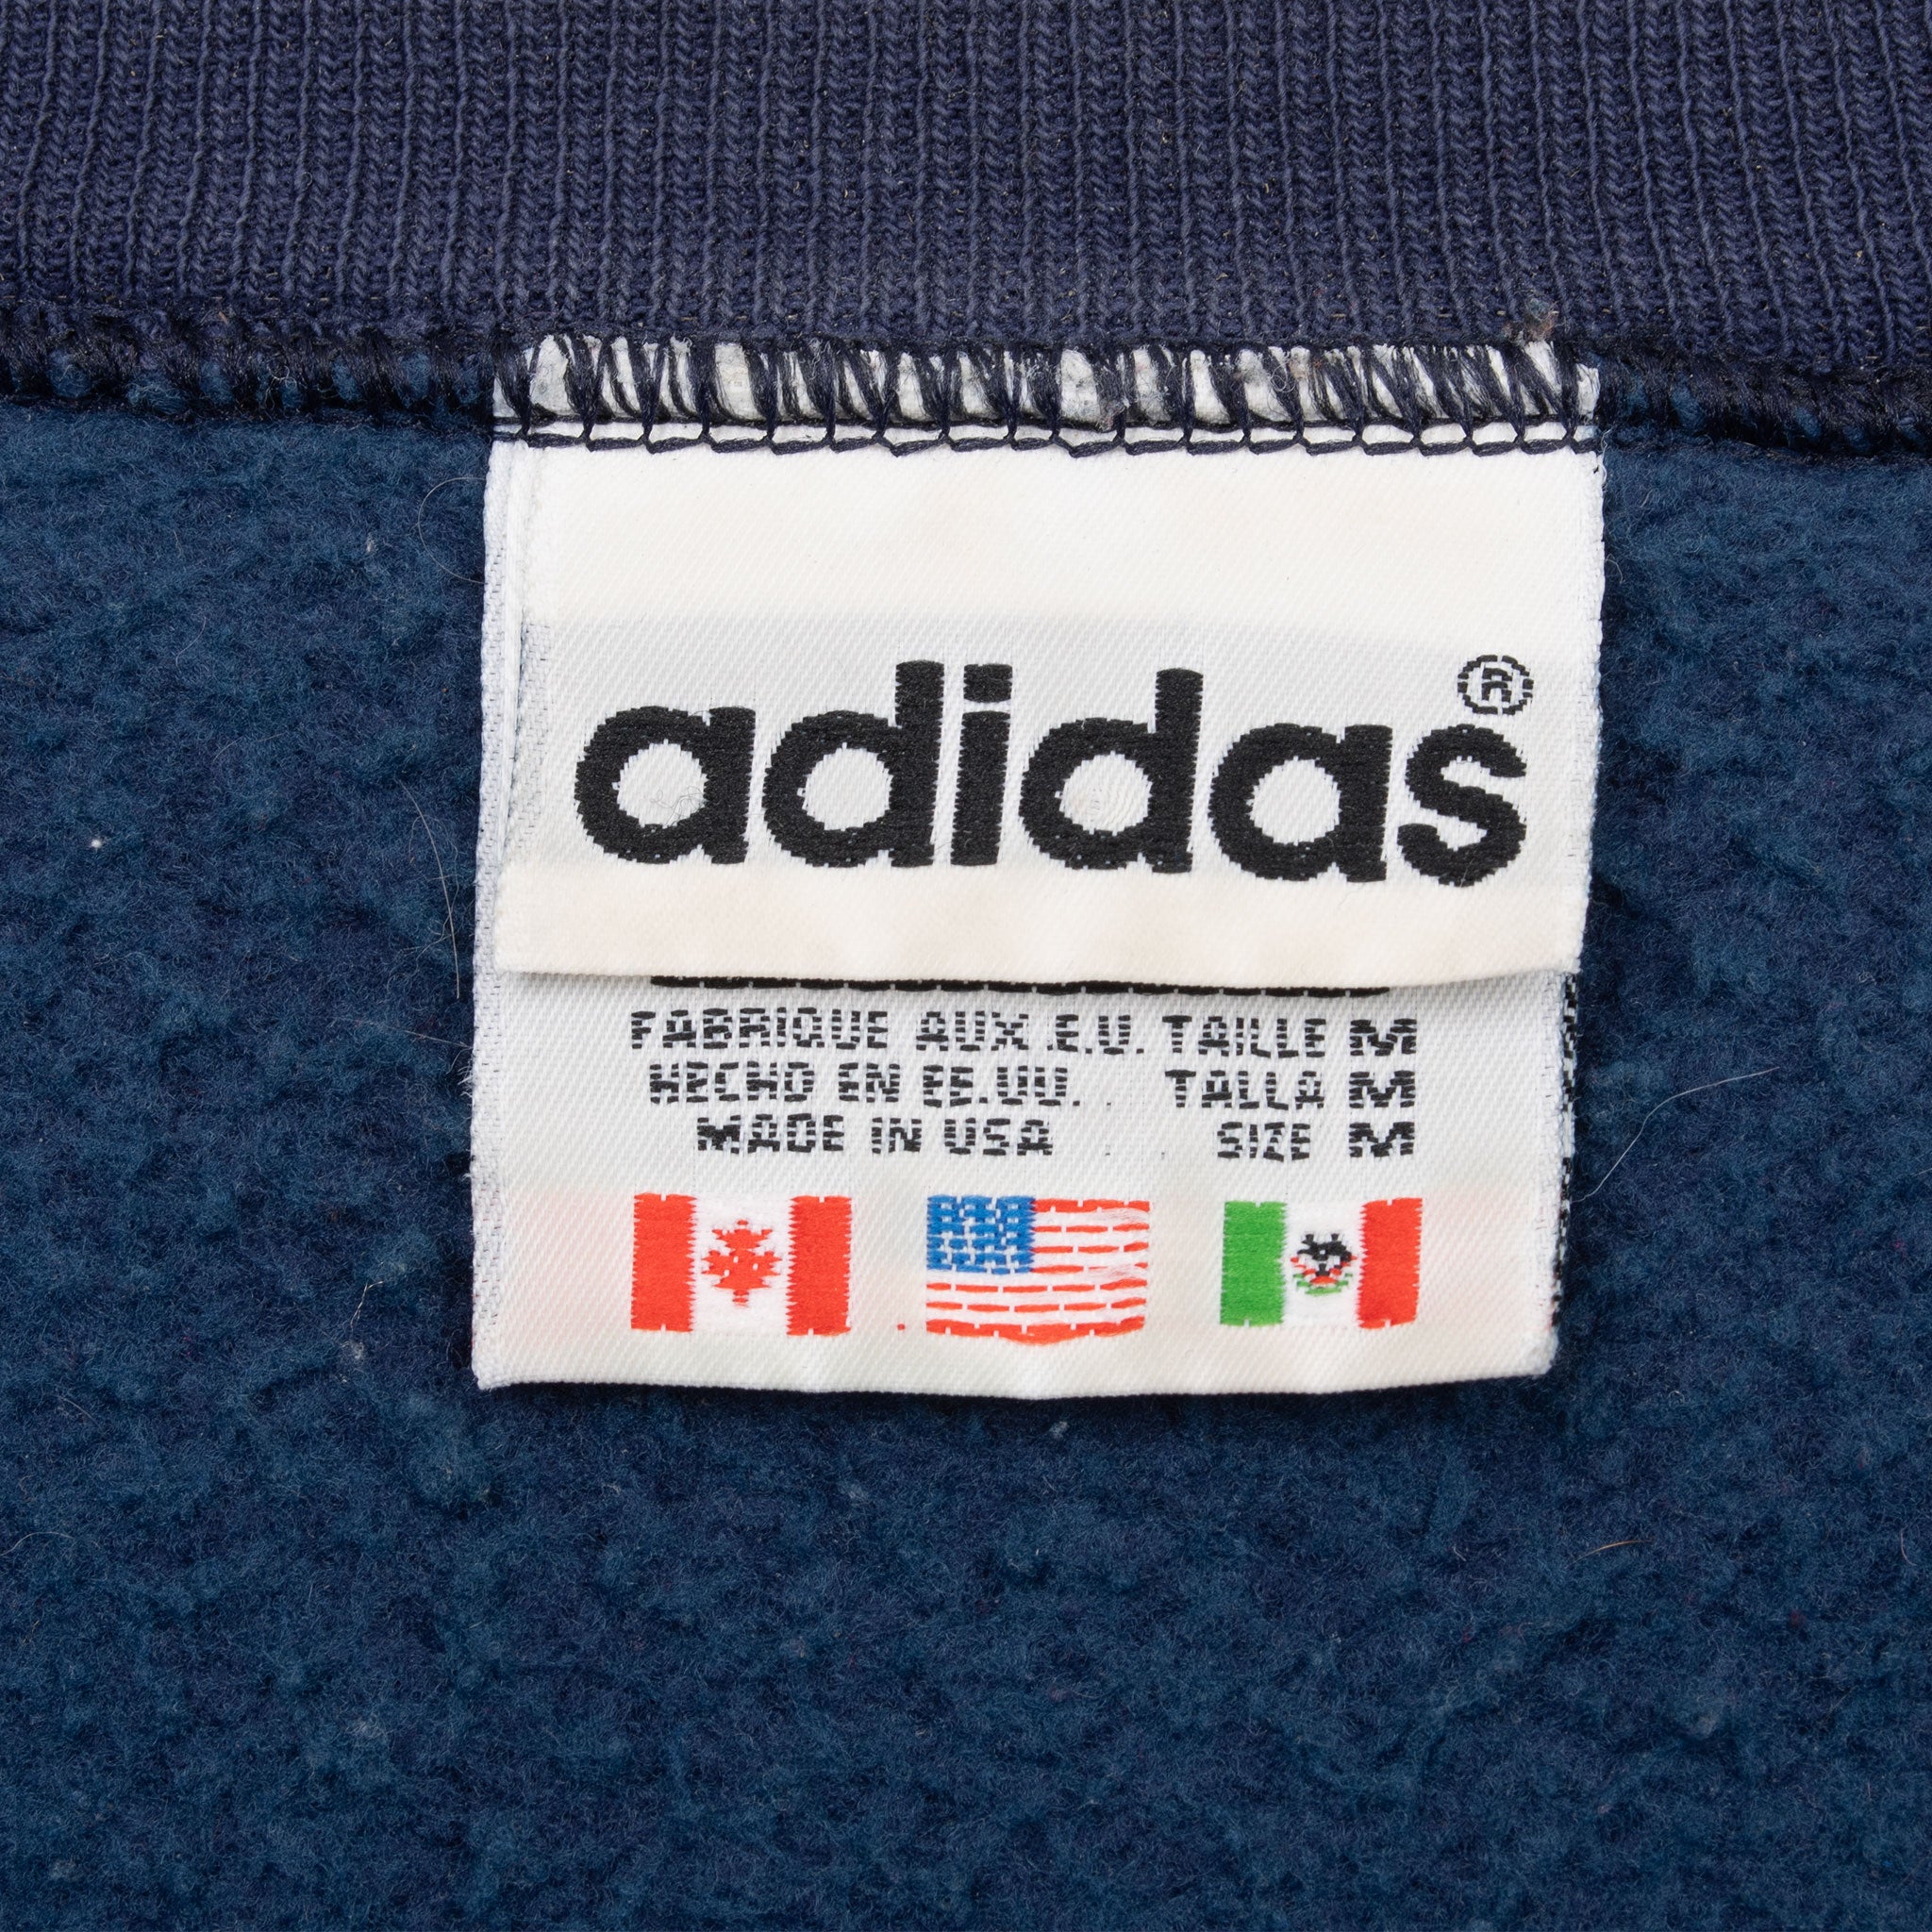 adidas®
FABRIQUE AUX E.U. TAILLE M
HECHO EN EE.UU. TALLA M
MADE IN USA SIZE M